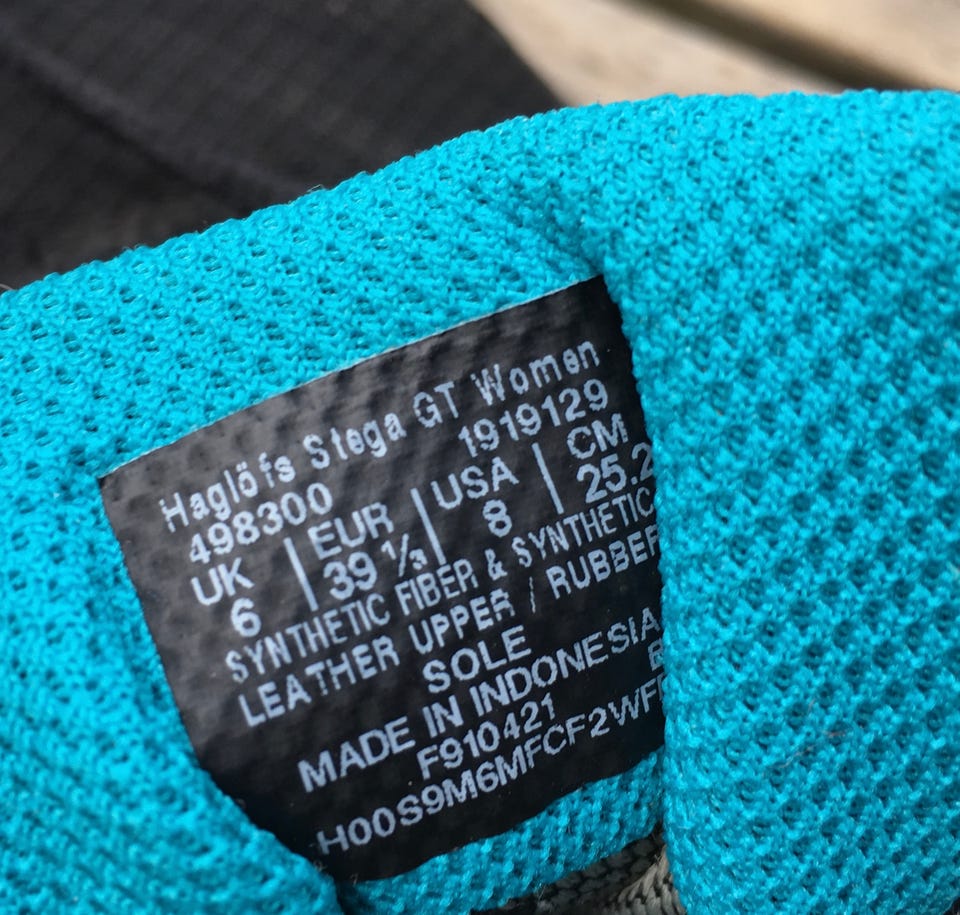 Haglöfs Stega GT Women
498300 1919129
UK | EUR | USA | CM
6 | 39 1/3 | 8 | 25.2
SYNTHETIC FIBER & SYNTHETIC
LEATHER UPPER / RUBBER
SOLE
MADE IN INDONESIA
F910421
H00S9M6MFCF2WF